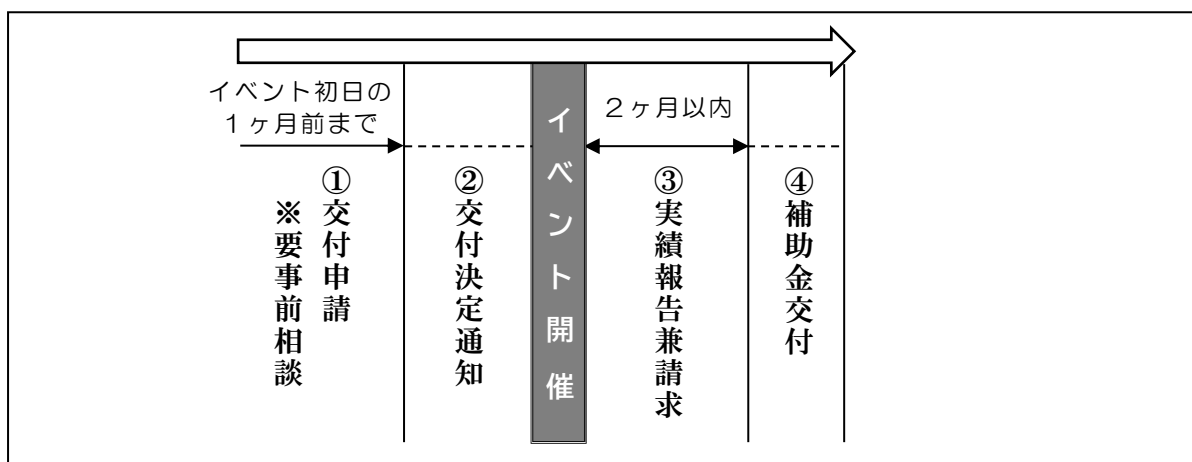 イベント初日の
１ヶ月前まで
①交付申請
※要事前相談
②交付決定通知
イベント開催
２ヶ月以内
③実績報告兼請求
④補助金交付